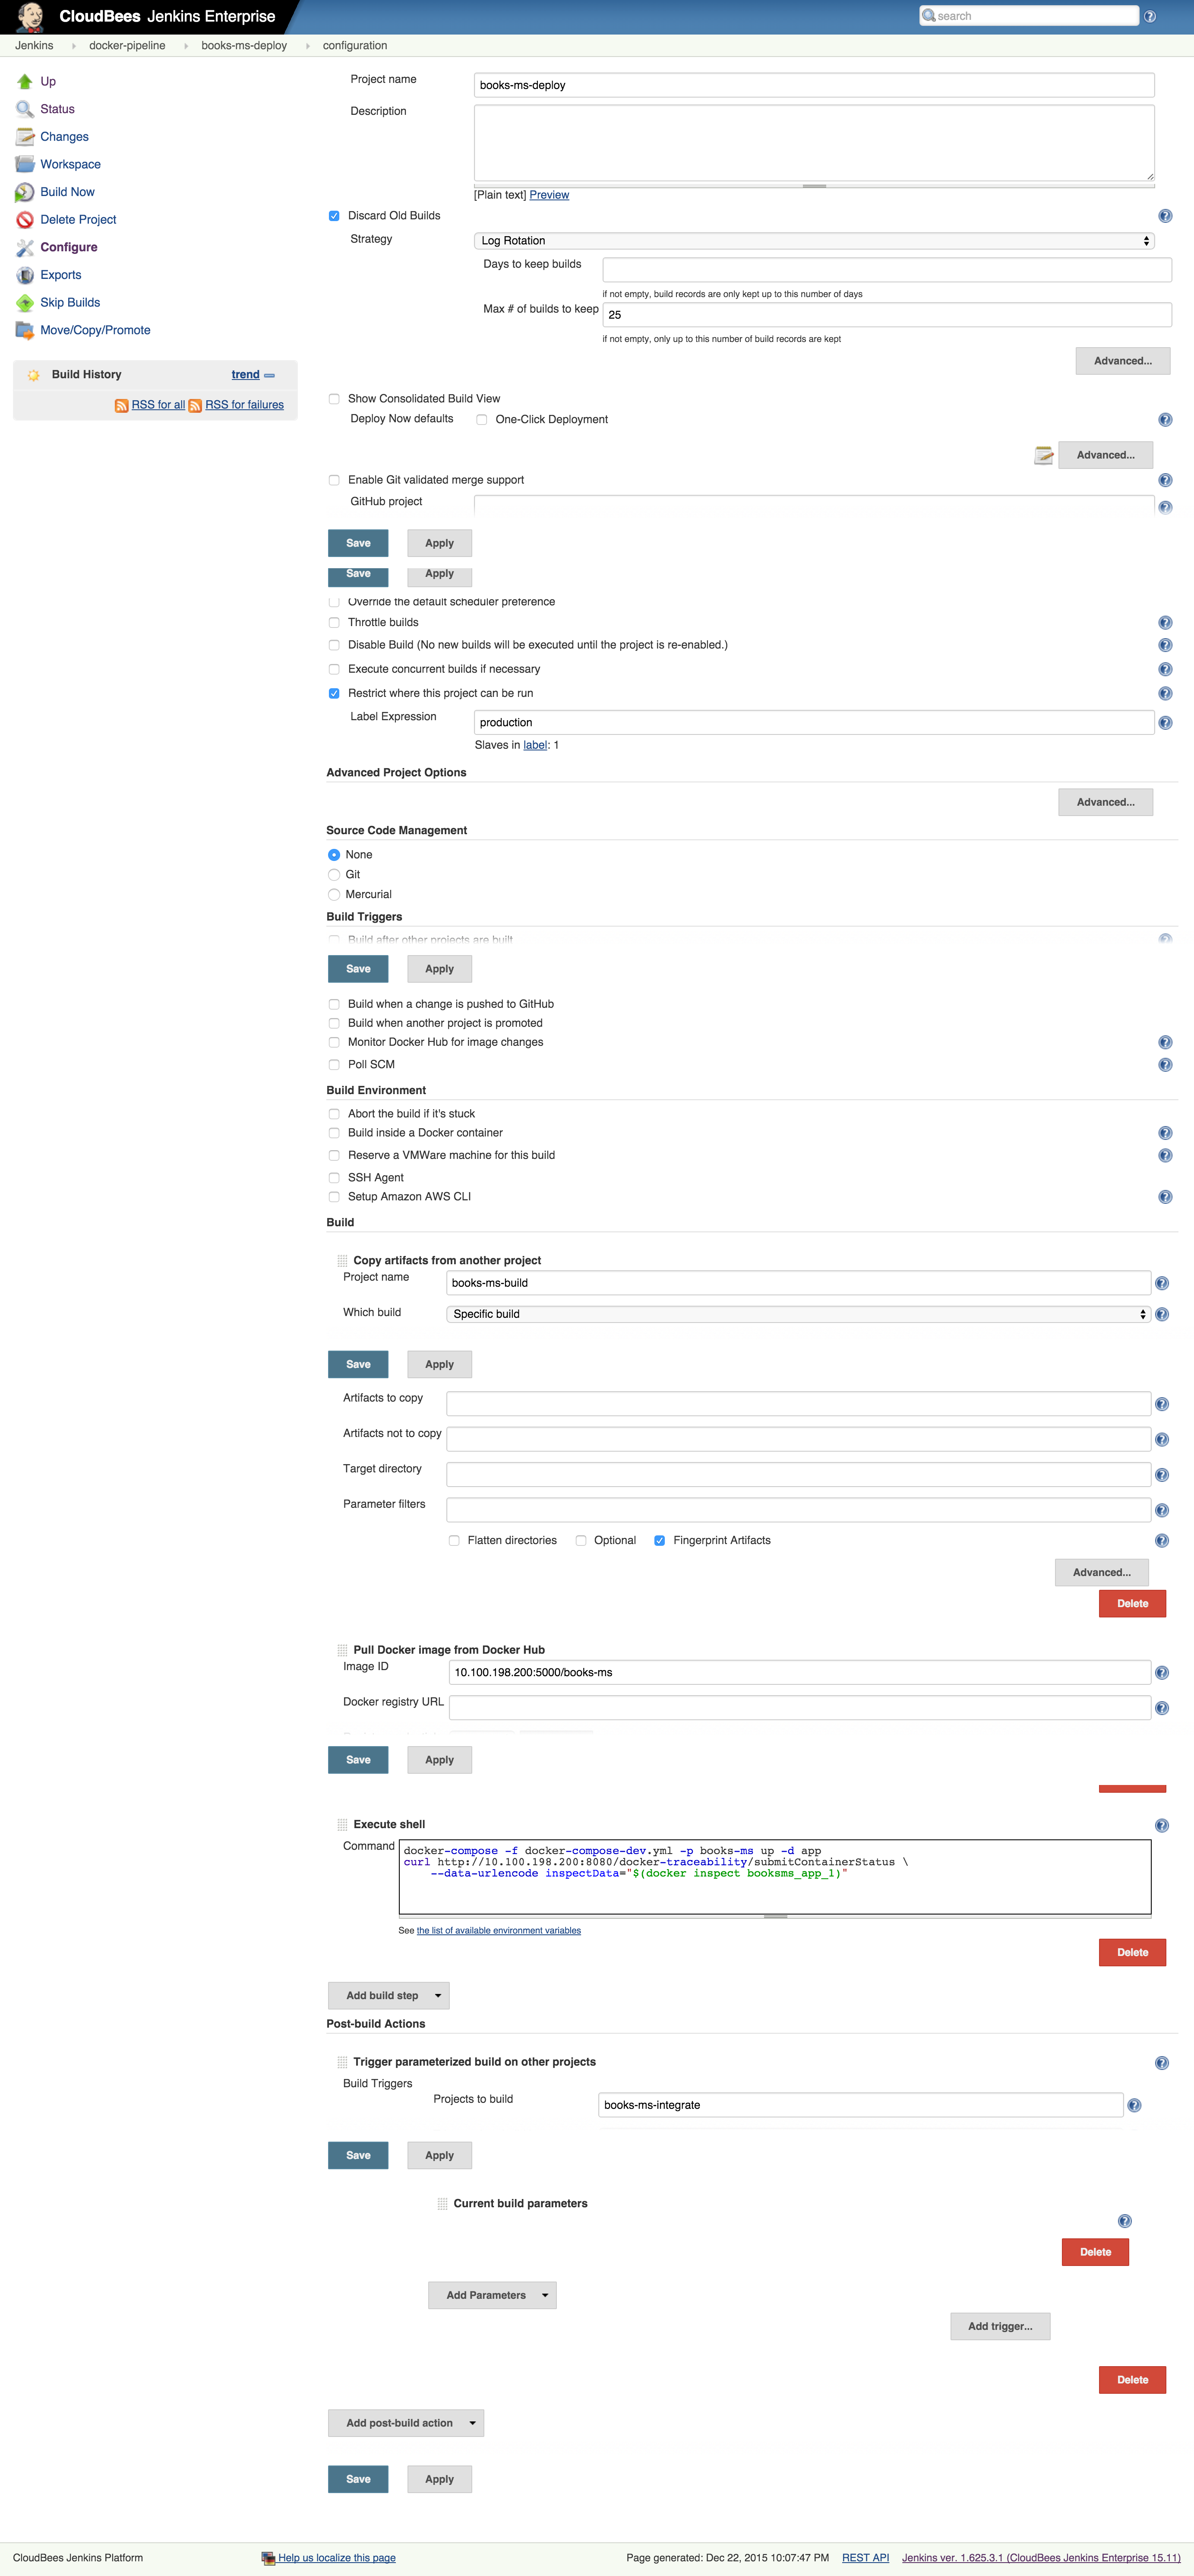 CloudBees Jenkins Enterprise
search
Jenkins docker-pipeline books-ms-deploy configuration
Up
Status
Changes
Workspace
Build Now
Delete Project
Configure
Exports
Skip Builds
Move/Copy/Promote
Build History trend
RSS for all RSS for failures
Project name books-ms-deploy
Description
[Plain text] Preview
Discard Old Builds
Strategy Log Rotation
Days to keep builds
if not empty, build records are only kept up to this number of days
Max # of builds to keep 25
if not empty, only up to this number of build records are kept
Advanced...
Show Consolidated Build View
Deploy Now defaults One-Click Deployment
Advanced...
Enable Git validated merge support
GitHub project
Save Apply
Save Apply
Override the default scheduler preference
Throttle builds
Disable Build (No new builds will be executed until the project is re-enabled.)
Execute concurrent builds if necessary
Restrict where this project can be run
Label Expression production
Slaves in label: 1
Advanced Project Options
Advanced...
Source Code Management
None
Git
Mercurial
Build Triggers
Build after other projects are built
Save Apply
Build when a change is pushed to GitHub
Build when another project is promoted
Monitor Docker Hub for image changes
Poll SCM
Build Environment
Abort the build if it's stuck
Build inside a Docker container
Reserve a VMWare machine for this build
SSH Agent
Setup Amazon AWS CLI
Build
Copy artifacts from another project
Project name books-ms-build
Which build Specific build
Save Apply
Artifacts to copy
Artifacts not to copy
Target directory
Parameter filters
Flatten directories Optional Fingerprint Artifacts
Advanced...
Delete
Pull Docker image from Docker Hub
Image ID 10.100.198.200:5000/books-ms
Docker registry URL
Save Apply
Execute shell
Command docker-compose -f docker-compose-dev.yml -p books-ms up -d app
curl http://10.100.198.200:8080/docker-traceability/submitContainerStatus \
--data-urlencode inspectData="$(docker inspect booksms_app_1)"
See the list of available environment variables
Delete
Add build step
Post-build Actions
Trigger parameterized build on other projects
Build Triggers
Projects to build books-ms-integrate
Save Apply
Current build parameters
Delete
Add Parameters
Add trigger...
Delete
Add post-build action
Save Apply
CloudBees Jenkins Platform Help us localize this page Page generated: Dec 22, 2015 10:07:47 PM REST API Jenkins ver. 1.625.3.1 (CloudBees Jenkins Enterprise 15.11)